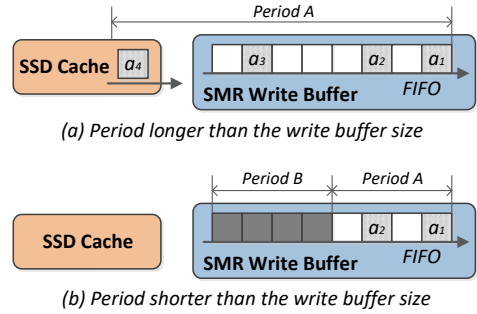 Period A
SSD Cache
a4
a3
a2
a1
SMR Write Buffer
FIFO
(a) Period longer than the write buffer size
Period B
Period A
SSD Cache
a2
a1
SMR Write Buffer
FIFO
(b) Period shorter than the write buffer size